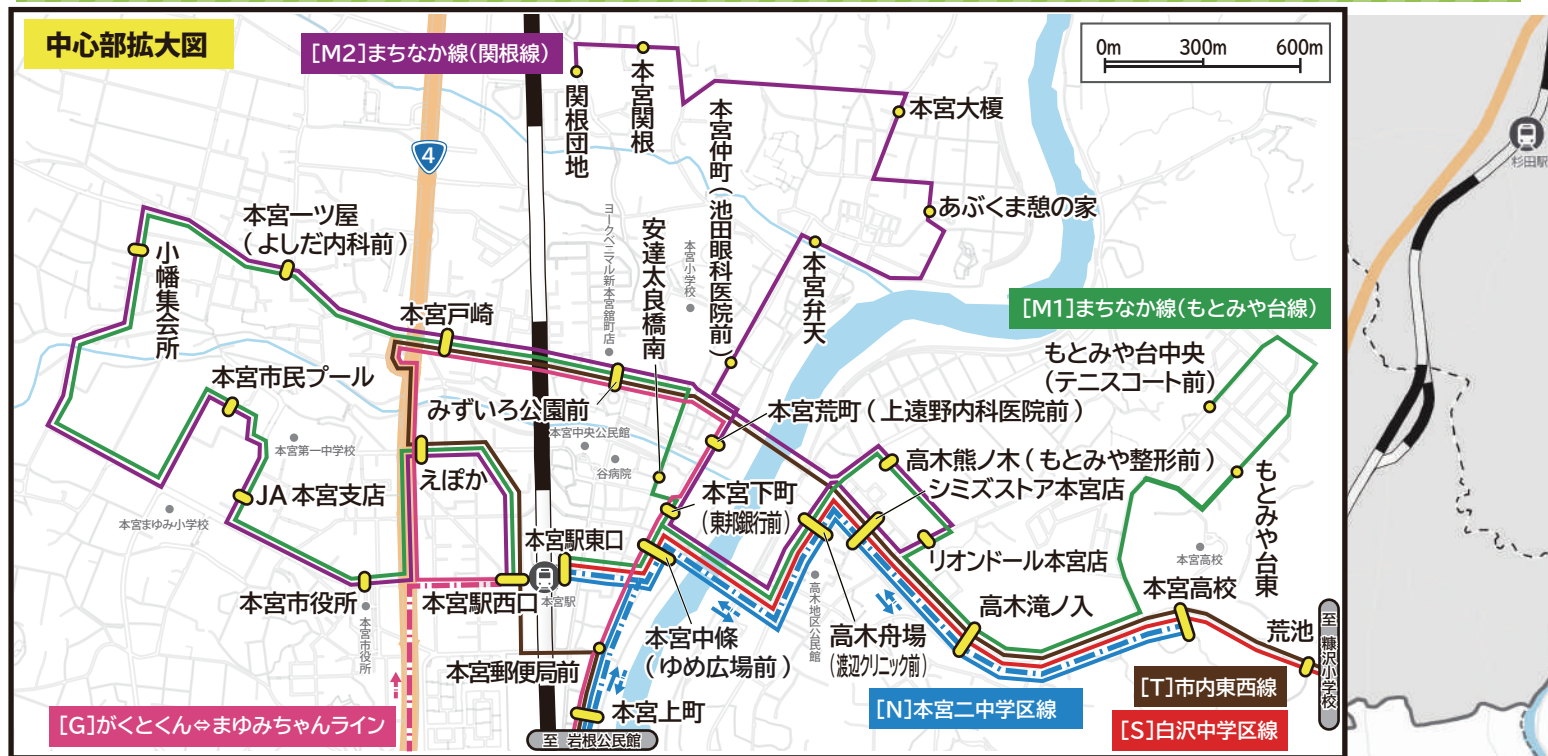 中心部拡大図
[M2]まちなか線(関根線)
0m 300m 600m
4
関根団地
本宮関根
本宮大榎
本宮仲町(池田眼科医院前)
あぶくま憩の家
本宮弁天
杉田駅
本宮一ツ屋
(よしだ内科前)
小幡集会所
本宮戸崎
ヨークベニマル新本宮舘町店
安達太良橋南
本宮小学校
[M1]まちなか線(もとみや台線)
もとみや台中央
(テニスコート前)
本宮市民プール
みずいろ公園前
本宮荒町(上遠野内科医院前)
本宮第一中学校
本宮中央公民館
谷病院
えぽか
高木熊ノ木(もとみや整形前)
シミズストア本宮店
もとみや台東
JA本宮支店
本宮まゆみ小学校
本宮下町
(東邦銀行前)
本宮駅東口
リオンドール本宮店
本宮高校
本宮高校
本宮市役所
本宮市役所
本宮駅西口
本宮駅
本宮中條
(ゆめ広場前)
高木地区公民館
高木舟場
(渡辺クリニック前)
高木滝ノ入
荒池
至 糠沢小学校
本宮郵便局前
本宮上町
至 岩根公民館
[G]がくとくん⇔まゆみちゃんライン
[N]本宮二中学区線
[T]市内東西線
[S]白沢中学区線